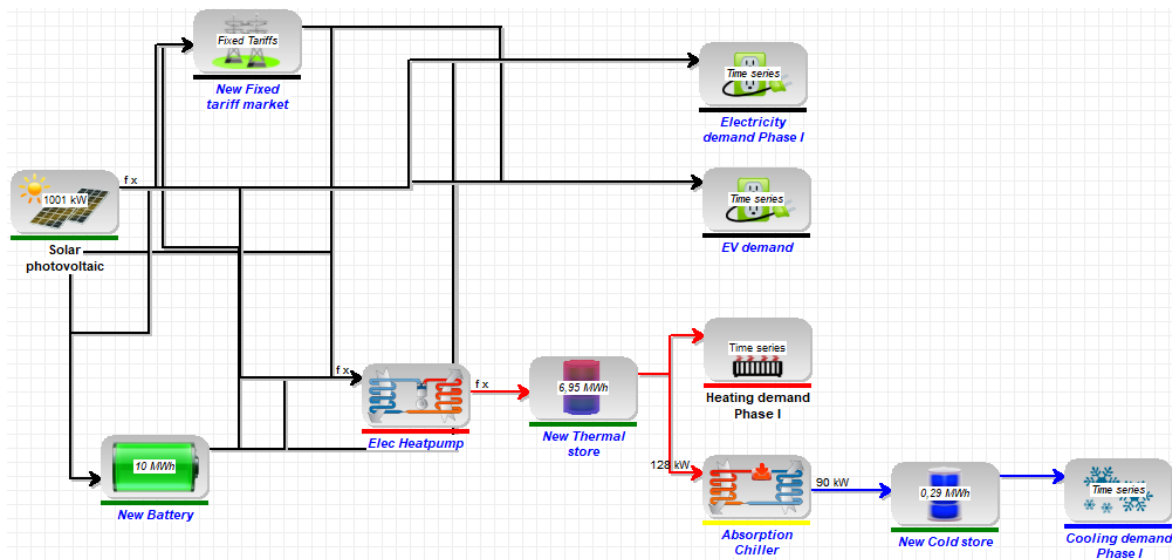 Fixed Tariffs
New Fixed
tariff market
Time series
Electricity
demand Phase I
f x
1001 kW
Solar
photovoltaic
Time series
EV demand
f x
Elec Heatpump
f x
6,95 MWh
New Thermal
store
Time series
Heating demand
Phase I
10 MWh
New Battery
128 kW
Absorption
Chiller
90 kW
0,29 MWh
New Cold store
Time series
Cooling demand
Phase I